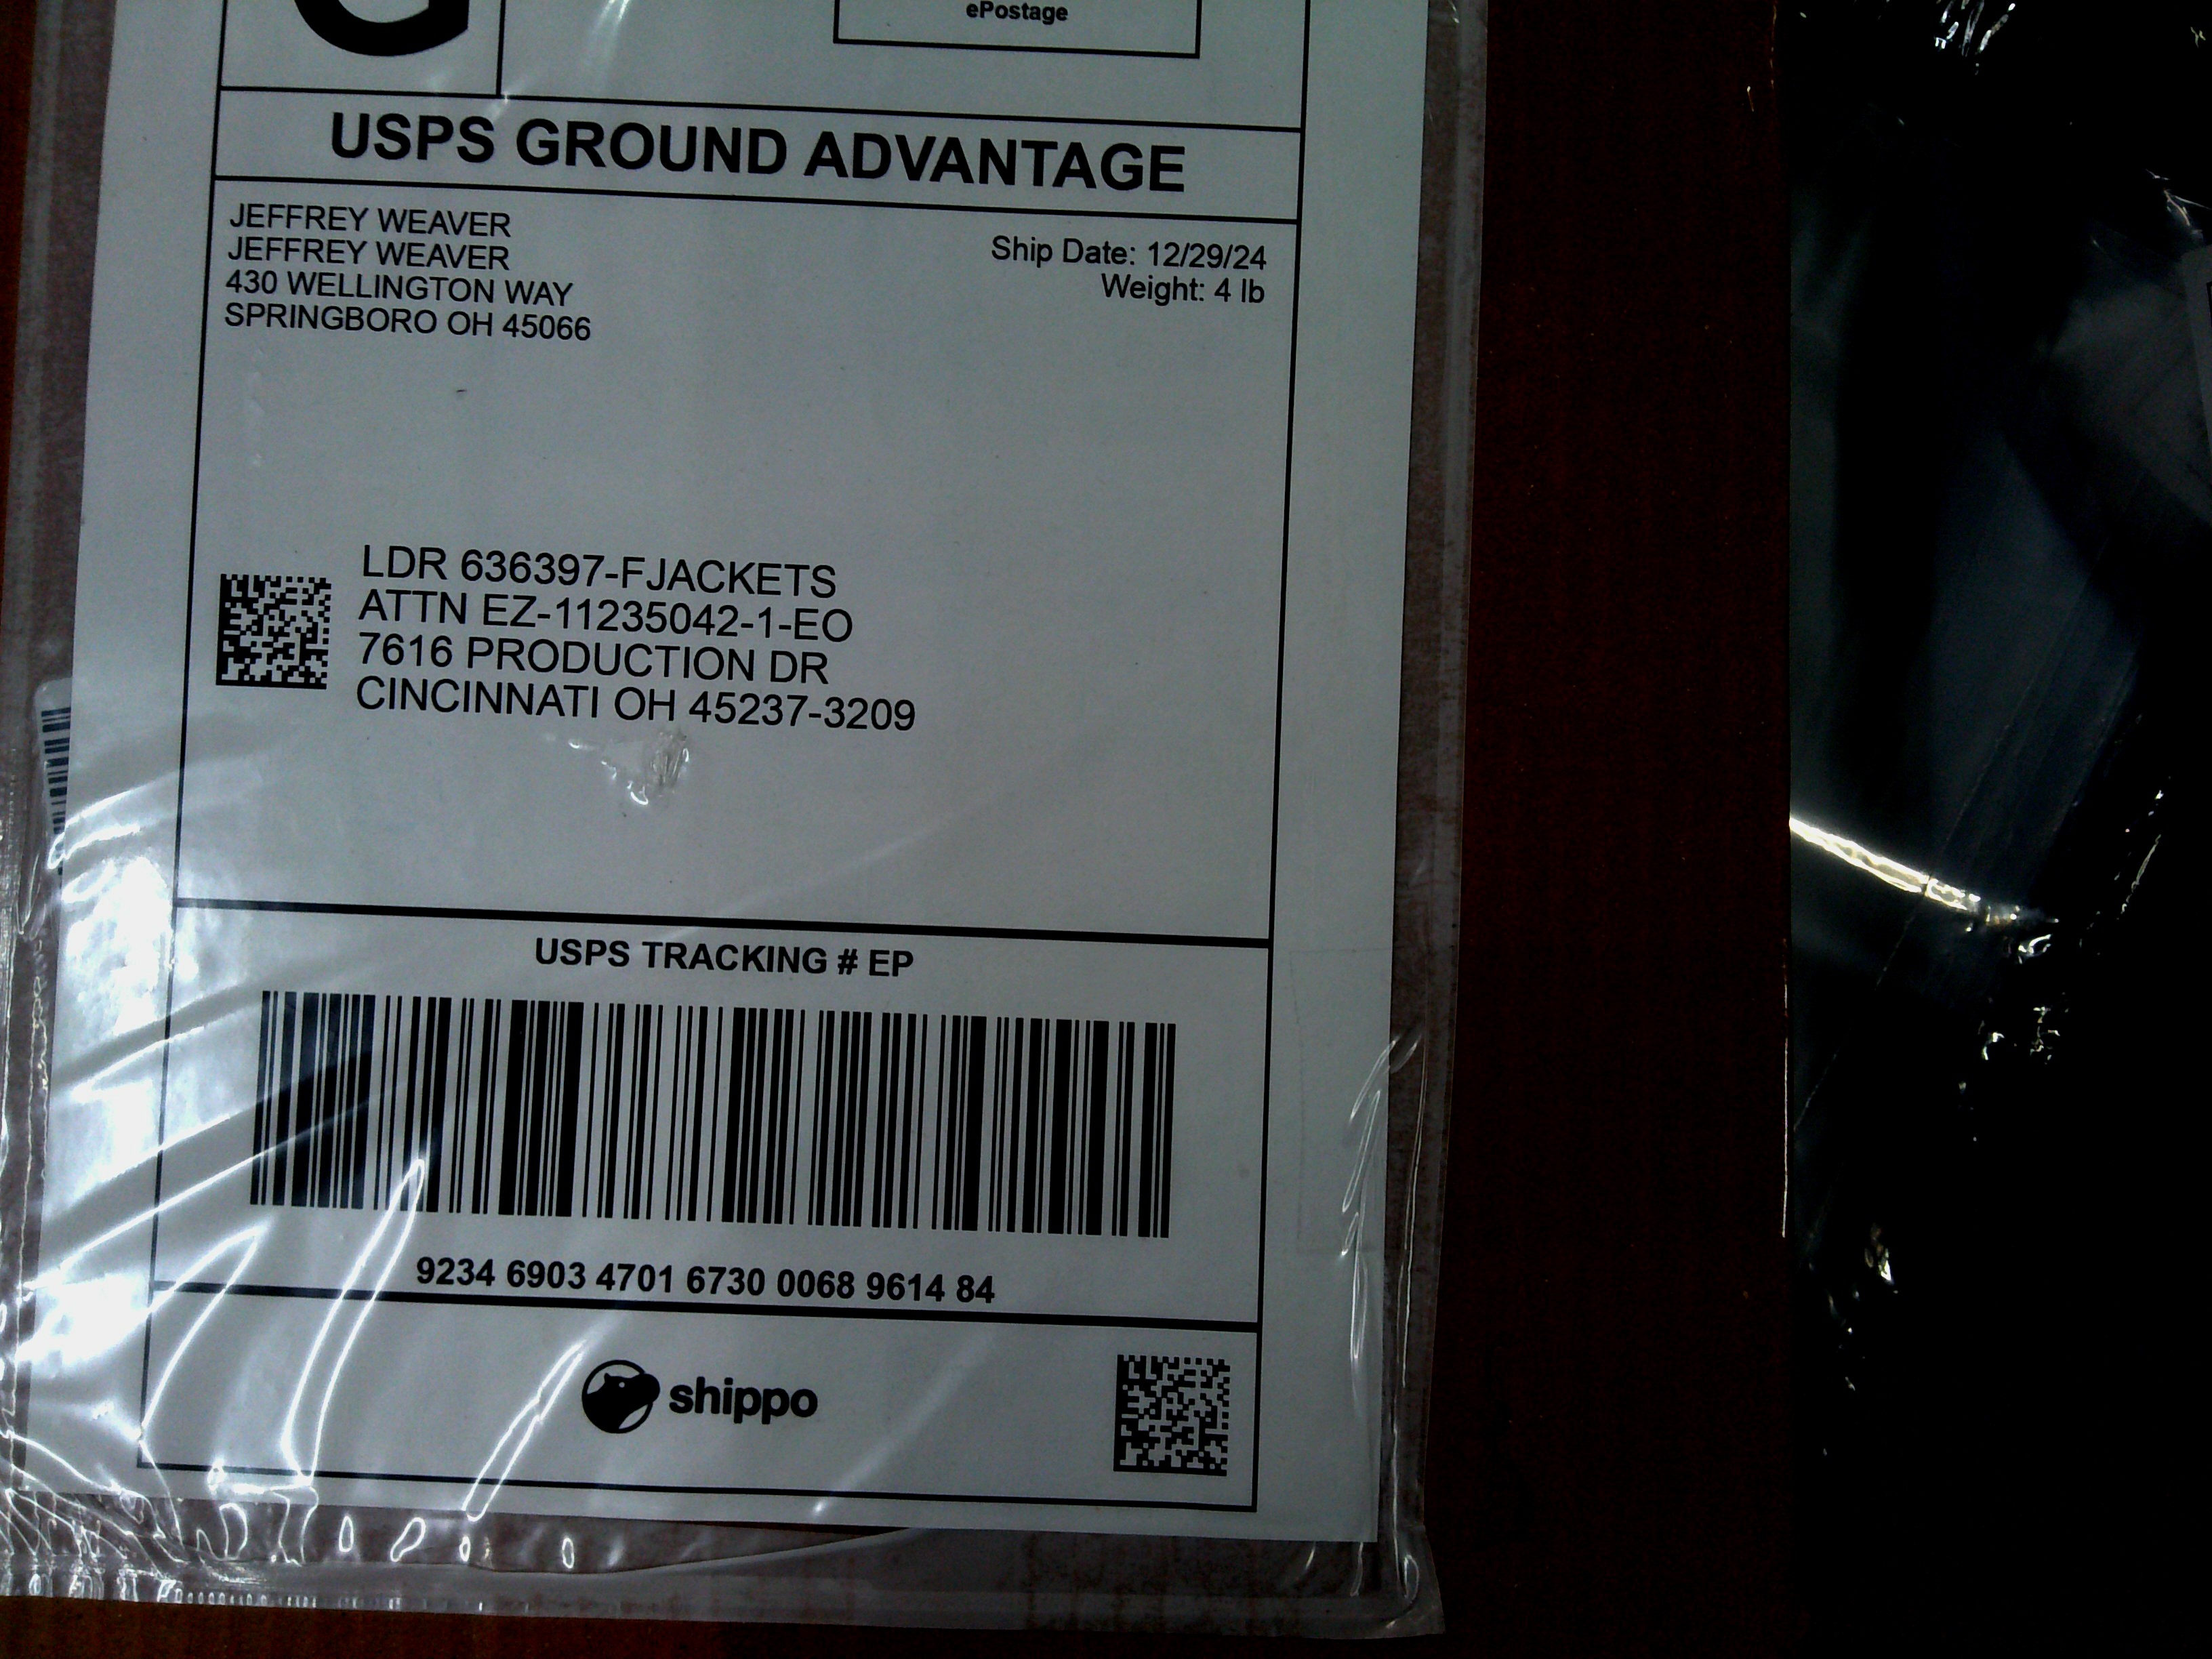 G
ePostage
USPS GROUND ADVANTAGE
JEFFREY WEAVER
JEFFREY WEAVER
430 WELLINGTON WAY
SPRINGBORO OH 45066
Ship Date: 12/29/24
Weight: 4 lb
LDR 636397-FJACKETS
ATTN EZ-11235042-1-EO
7616 PRODUCTION DR
CINCINNATI OH 45237-3209
USPS TRACKING # EP
9234 6903 4701 6730 0068 9614 84
shippo